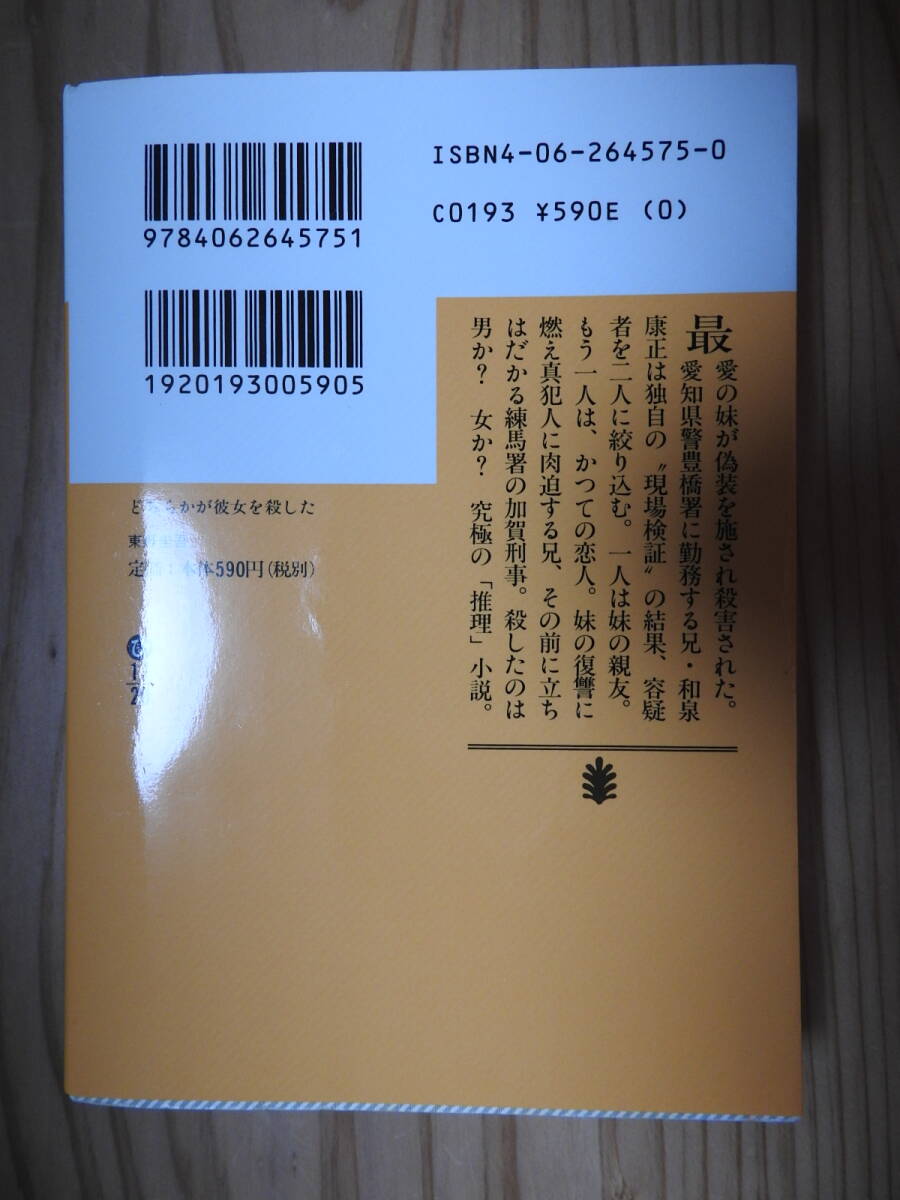 ISBN4-06-264575-0
C0193 ¥590E (0)
9784062645751
1920193005905
最愛の妹が偽装を施され殺害された。
愛知県警豊橋署に勤務する兄・和泉
康正は独自の〝現場検証〟の結果、容疑
者を二人に絞り込む。一人は妹の親友。
もう一人は、かつての恋人。妹の復讐に
燃え真犯人に肉迫する兄、その前に立ち
はだかる練馬署の加賀刑事。殺したのは
男か? 女か? 究極の「推理」小説。
どちらかが彼女を殺した
東野圭吾
定価:本体590円(税別)